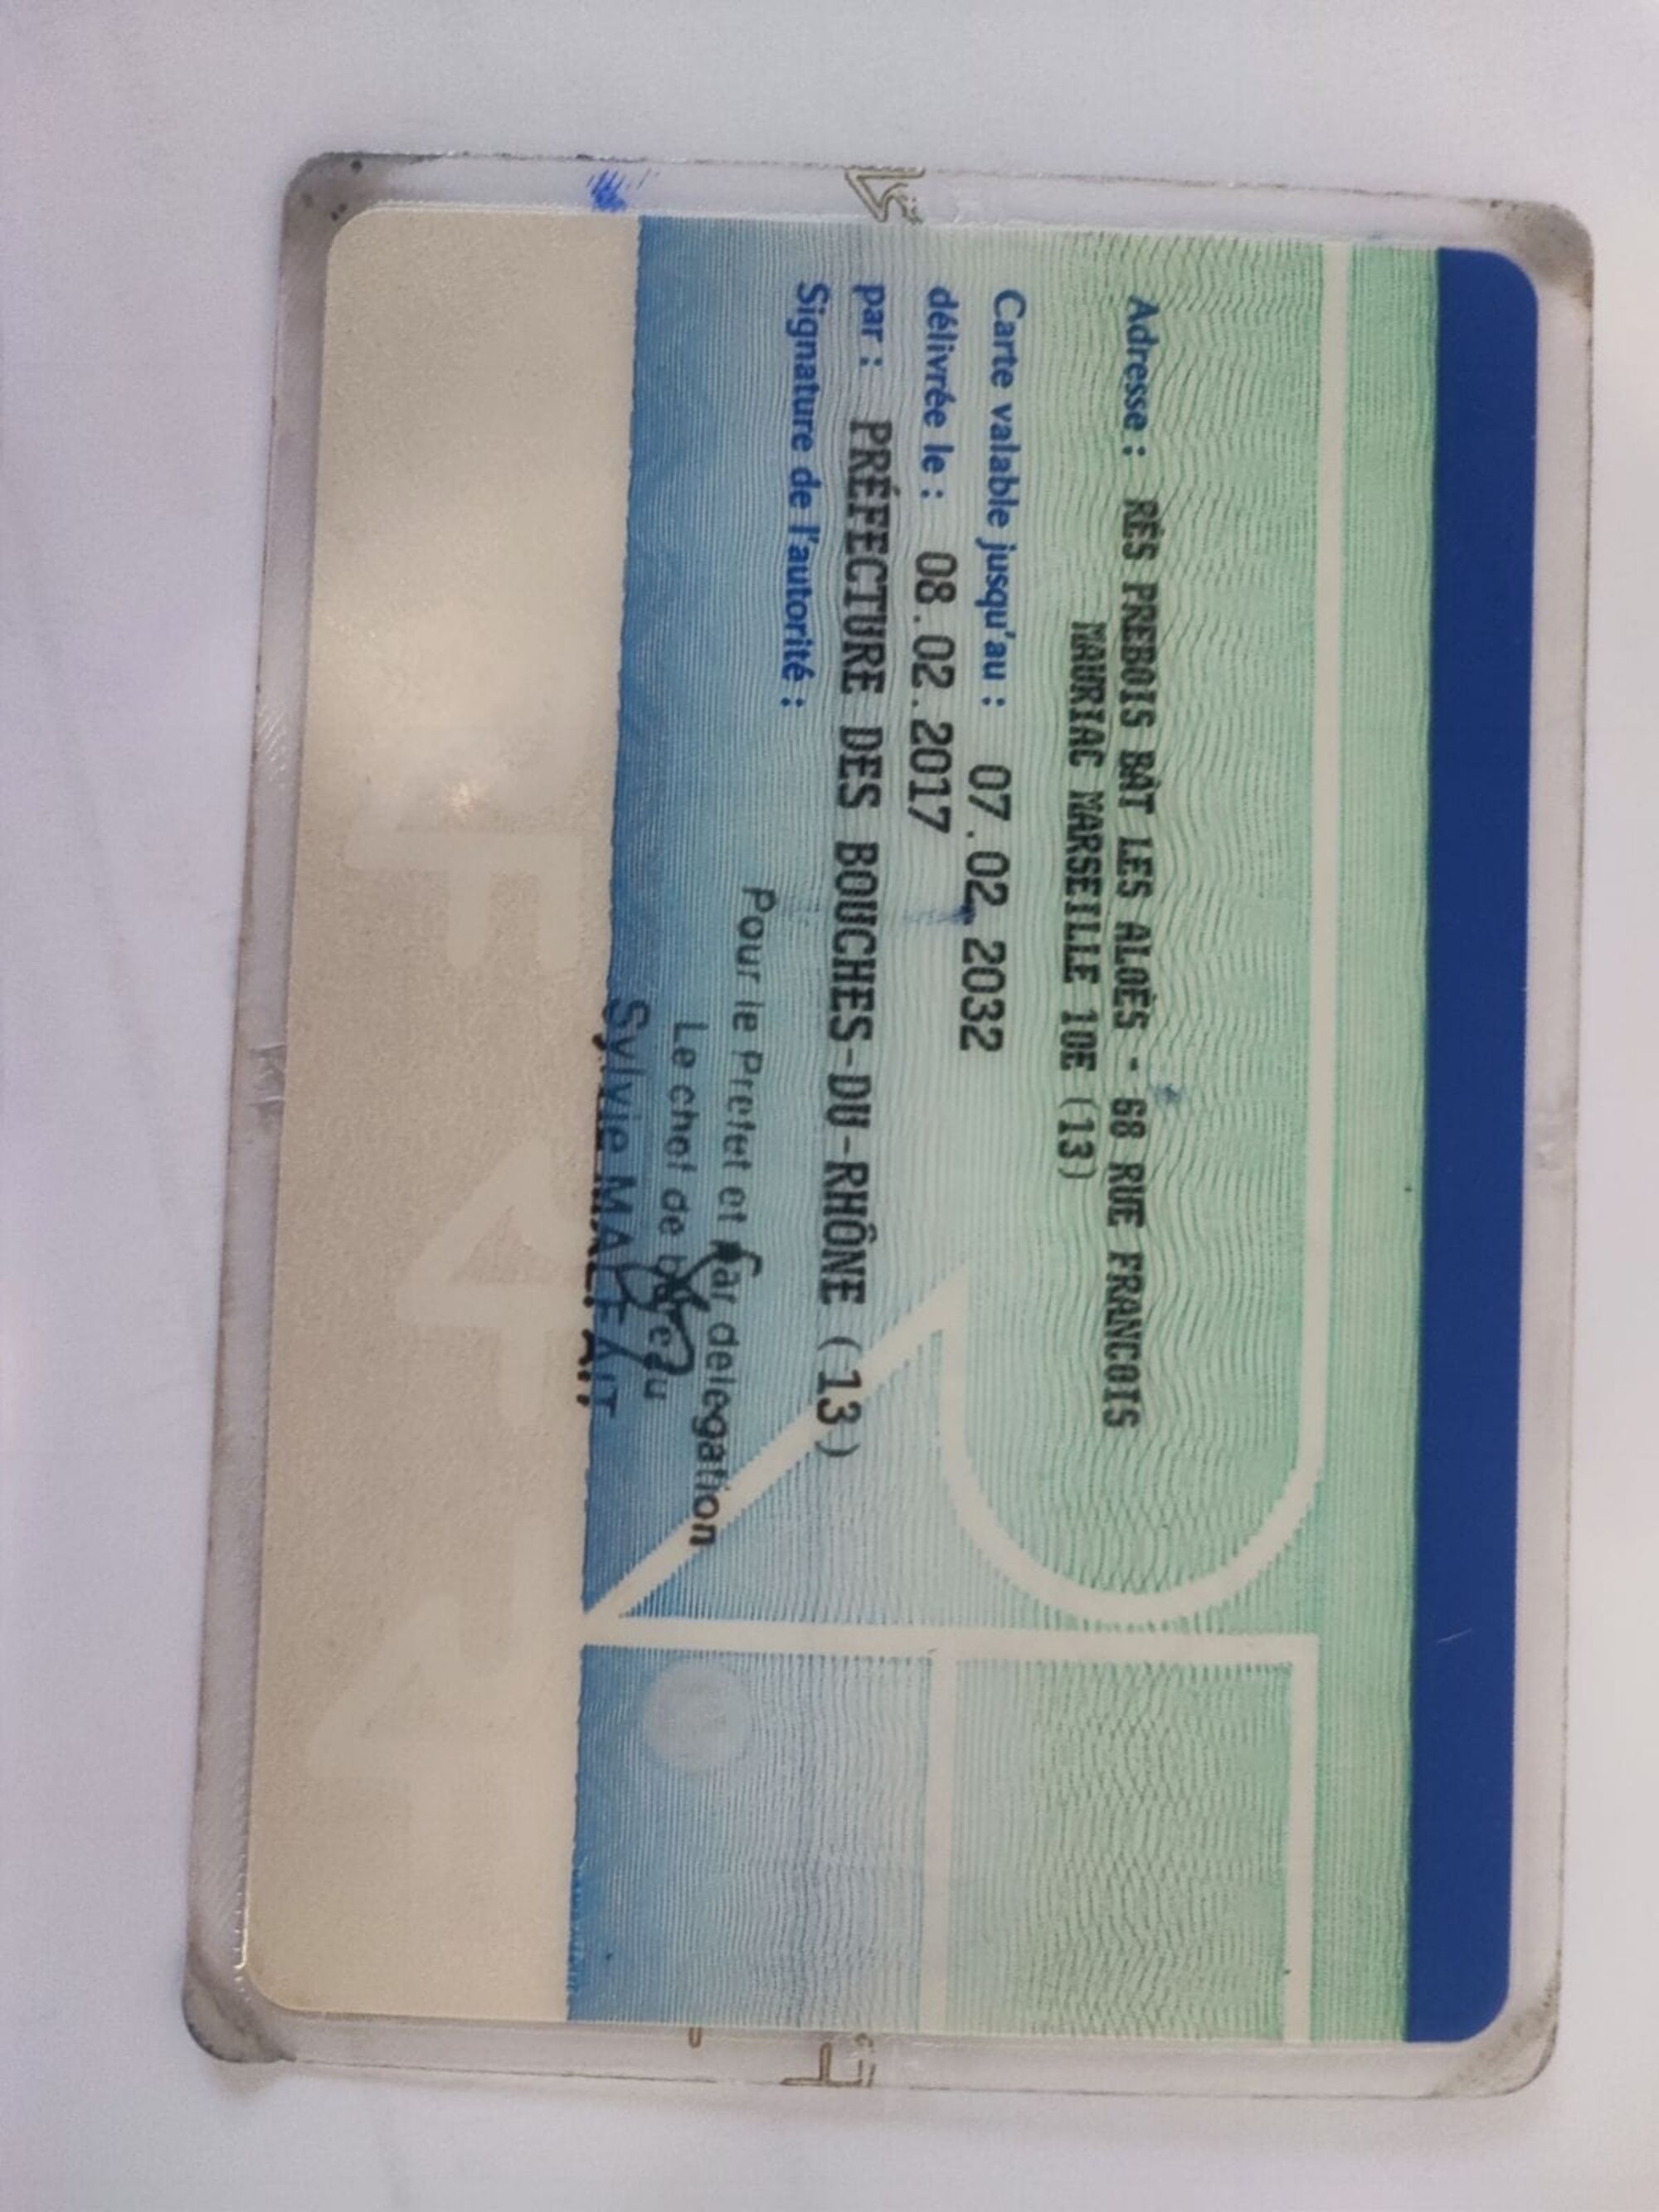 Adresse : RÉS PREBOIS BÂT LES ALOÈS - 68 RUE FRANCOIS
MAURIAC MARSEILLE 10E (13)
Carte valable jusqu'au : 07.02.2032
délivrée le : 08.02.2017
par : PRÉFECTURE DES BOUCHES-DU-RHÔNE (13)
Signature de l'autorité :
Pour le Préfet et par délégation
Le chef de bureau
Sylvie MALFAIT